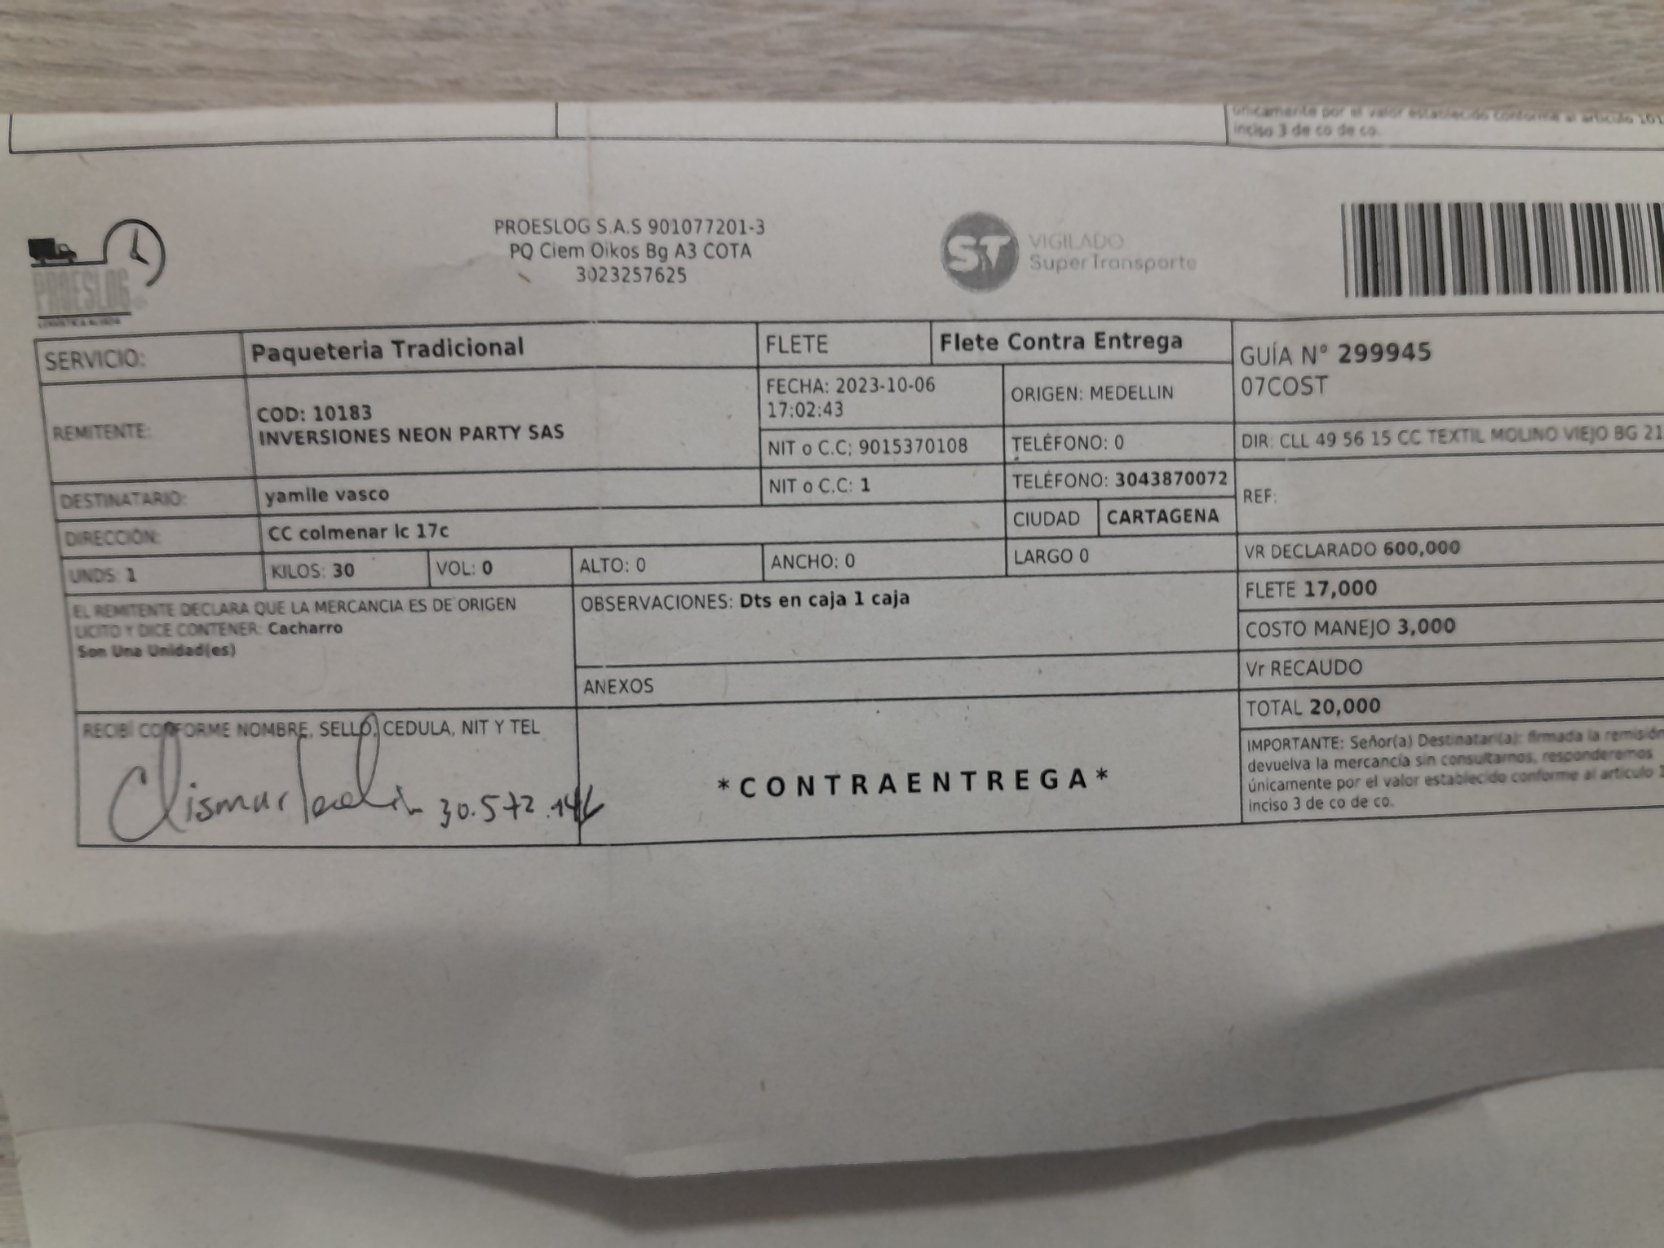 únicamente por el valor establecido conforme al articulo 101
inciso 3 de co de co.
PROESLOG S.A.S 901077201-3
PQ Ciem Oikos Bg A3 COTA
3023257625
PROESLOG
ST VIGILADO
SuperTransporte
SERVICIO: Paqueteria Tradicional FLETE Flete Contra Entrega
GUÍA N° 299945
07COST
REMITENTE: COD: 10183
INVERSIONES NEON PARTY SAS
FECHA: 2023-10-06
17:02:43
ORIGEN: MEDELLIN
NIT o C.C: 9015370108 TELÉFONO: 0 DIR: CLL 49 56 15 CC TEXTIL MOLINO VIEJO BG 21
DESTINATARIO: yamile vasco NIT o C.C: 1 TELÉFONO: 3043870072 REF:
DIRECCIÓN: CC colmenar lc 17c CIUDAD CARTAGENA
UNDS: 1 KILOS: 30 VOL: 0 ALTO: 0 ANCHO: 0 LARGO 0 VR DECLARADO 600,000
EL REMITENTE DECLARA QUE LA MERCANCIA ES DE ORIGEN
LICITO Y DICE CONTENER: Cacharro
Son Una Unidad(es)
OBSERVACIONES: Dts en caja 1 caja
FLETE 17,000
COSTO MANEJO 3,000
ANEXOS
Vr RECAUDO
TOTAL 20,000
RECIBÍ CONFORME NOMBRE, SELLO, CEDULA, NIT Y TEL
30.572
*CONTRAENTREGA*
IMPORTANTE: Señor(a) Destinatar(a): firmada la remisión
devuelva la mercancía sin consultarnos, responderemos
únicamente por el valor establecido conforme al articulo 1
inciso 3 de co de co.